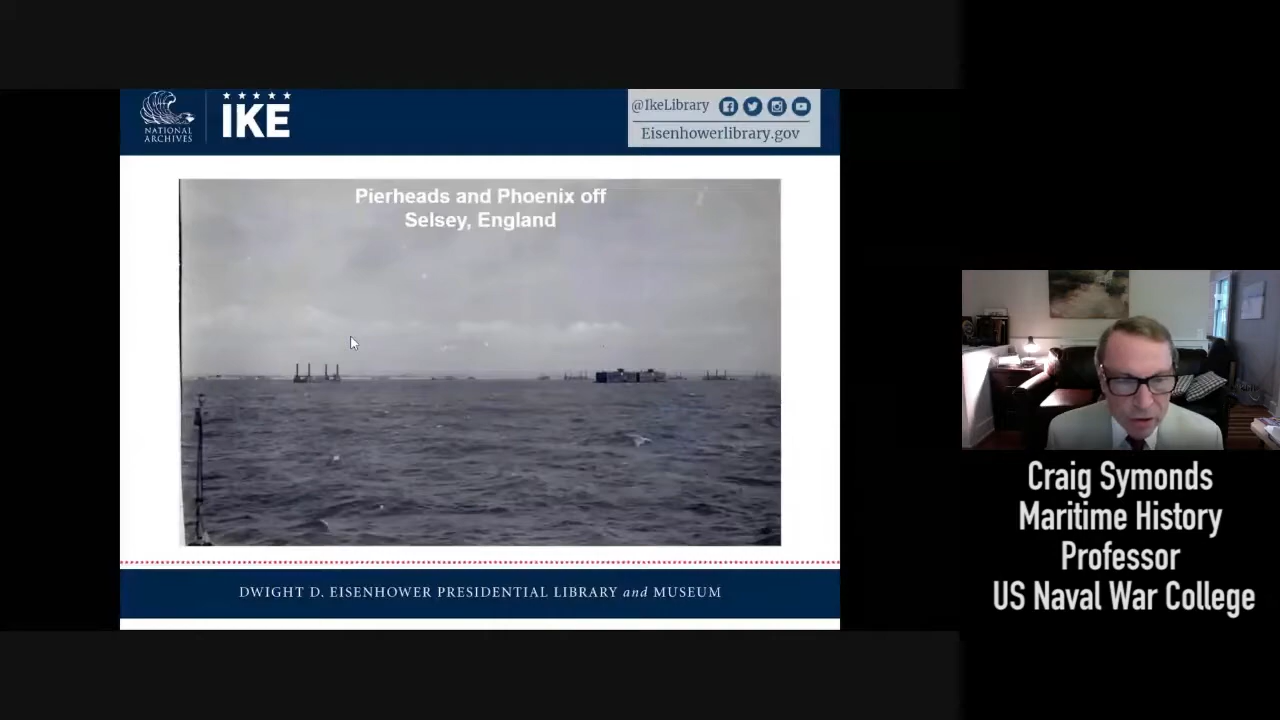 NATIONAL
ARCHIVES
IKE
@IkeLibrary
Eisenhowerlibrary.gov
Pierheads and Phoenix off
Selsey, England
DWIGHT D. EISENHOWER PRESIDENTIAL LIBRARY and MUSEUM
Craig Symonds
Maritime History
Professor
US Naval War College